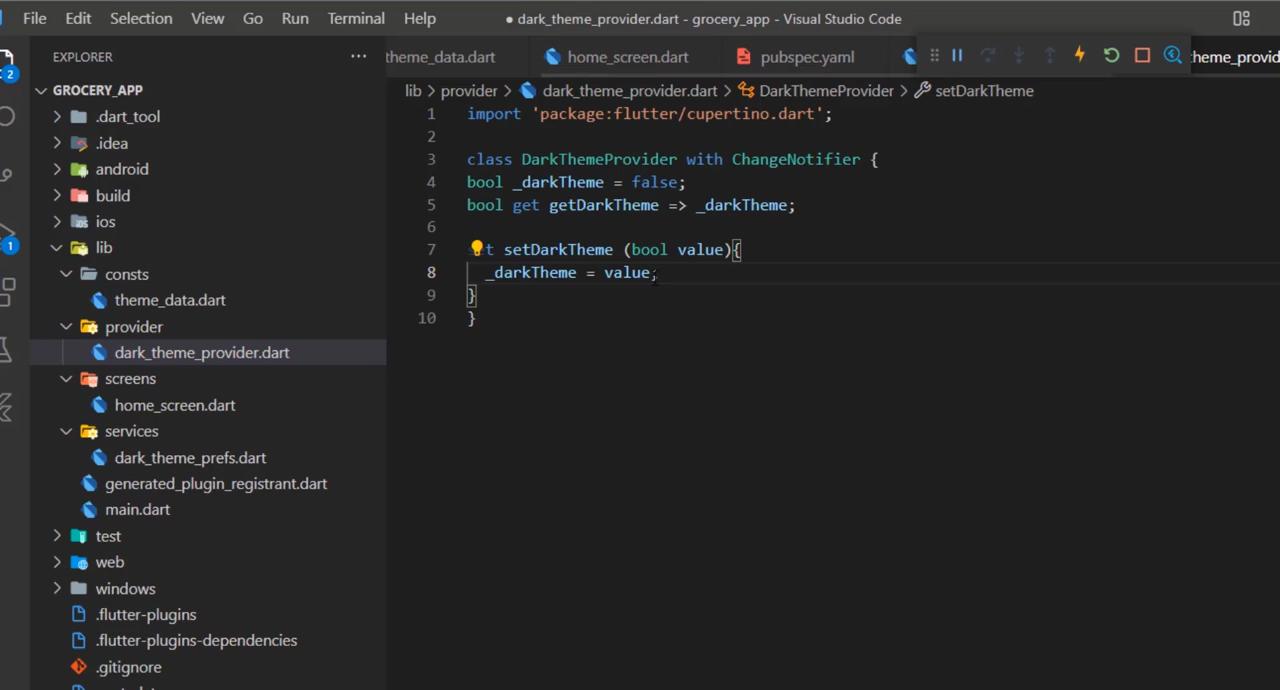 File Edit Selection View Go Run Terminal Help ● dark_theme_provider.dart - grocery_app - Visual Studio Code
EXPLORER ... theme_data.dart home_screen.dart pubspec.yaml theme_provid
GROCERY_APP
lib > provider > dark_theme_provider.dart > DarkThemeProvider > setDarkTheme
.dart_tool
.idea
android
build
ios
lib
consts
theme_data.dart
provider
dark_theme_provider.dart
screens
home_screen.dart
services
dark_theme_prefs.dart
generated_plugin_registrant.dart
main.dart
test
web
windows
.flutter-plugins
.flutter-plugins-dependencies
.gitignore
2
1
1 import 'package:flutter/cupertino.dart';
2
3 class DarkThemeProvider with ChangeNotifier {
4 bool _darkTheme = false;
5 bool get getDarkTheme => _darkTheme;
6
7 t setDarkTheme (bool value){
8 _darkTheme = value;
9 }
10 }